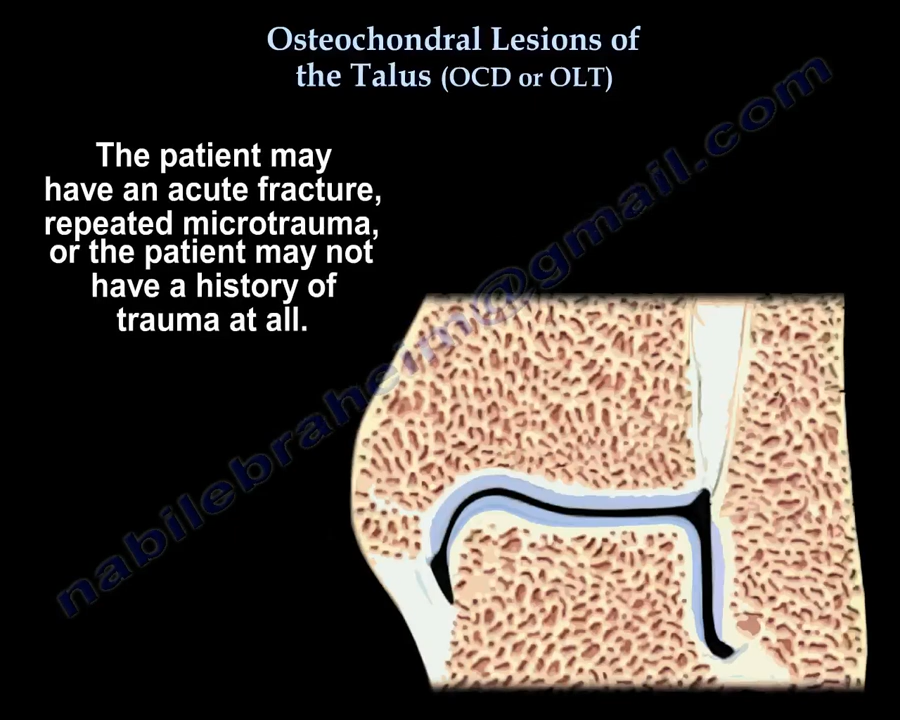 Osteochondral Lesions of
the Talus (OCD or OLT)
The patient may
have an acute fracture,
repeated microtrauma,
or the patient may not
have a history of
trauma at all.
nabilebraheim@gmail.com